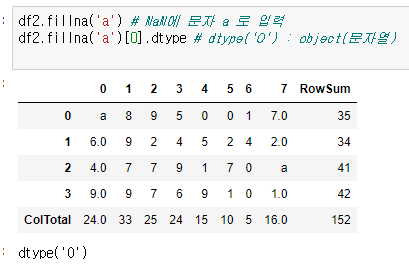 : df2.fillna('a') # NaN에 문자 a 로 입력
df2.fillna('a')[0].dtype # dtype('O') : object(문자열)
:
0 1 2 3 4 5 6 7 RowSum
0 a 8 9 5 0 0 1 7.0 35
1 6.0 9 2 4 5 2 4 2.0 34
2 4.0 7 7 9 1 7 0 a 41
3 9.0 9 7 6 9 1 0 1.0 42
ColTotal 24.0 33 25 24 15 10 5 16.0 152
: dtype('O')